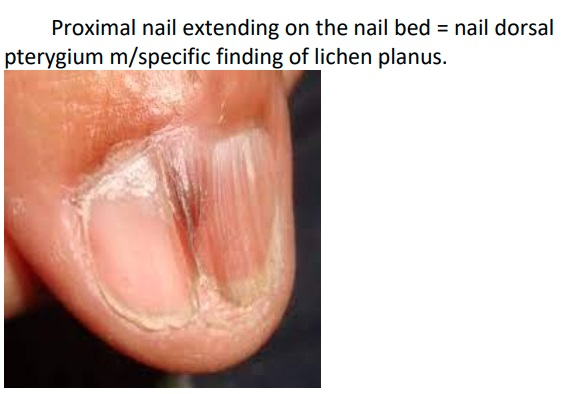 Proximal nail extending on the nail bed = nail dorsal
pterygium m/specific finding of lichen planus.